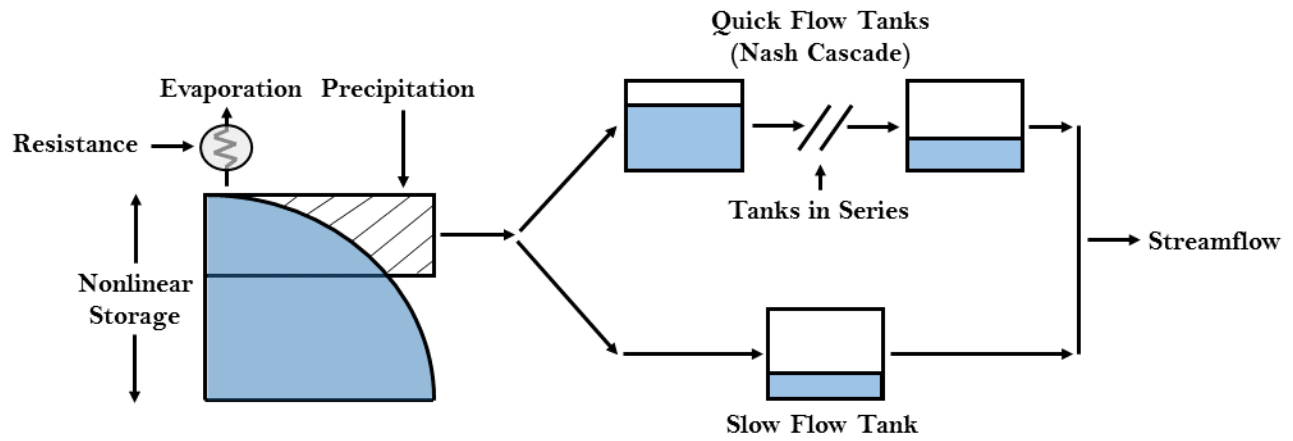 Quick Flow Tanks
(Nash Cascade)
Evaporation
Precipitation
Resistance
Tanks in Series
Streamflow
Nonlinear
Storage
Slow Flow Tank